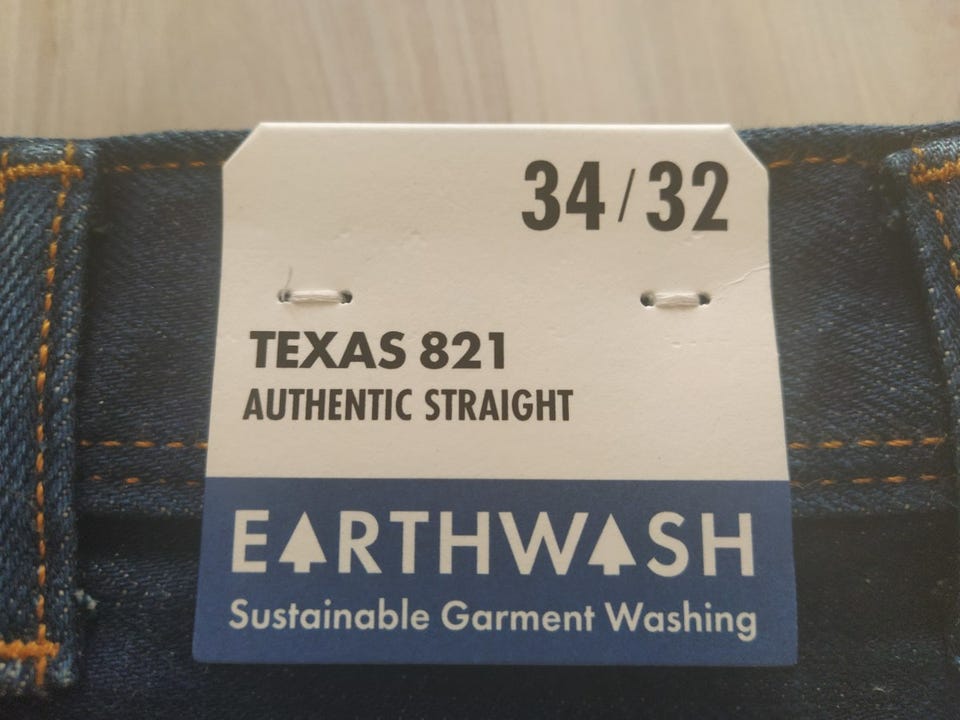 34 / 32
TEXAS 821
AUTHENTIC STRAIGHT
EARTHWASH
Sustainable Garment Washing